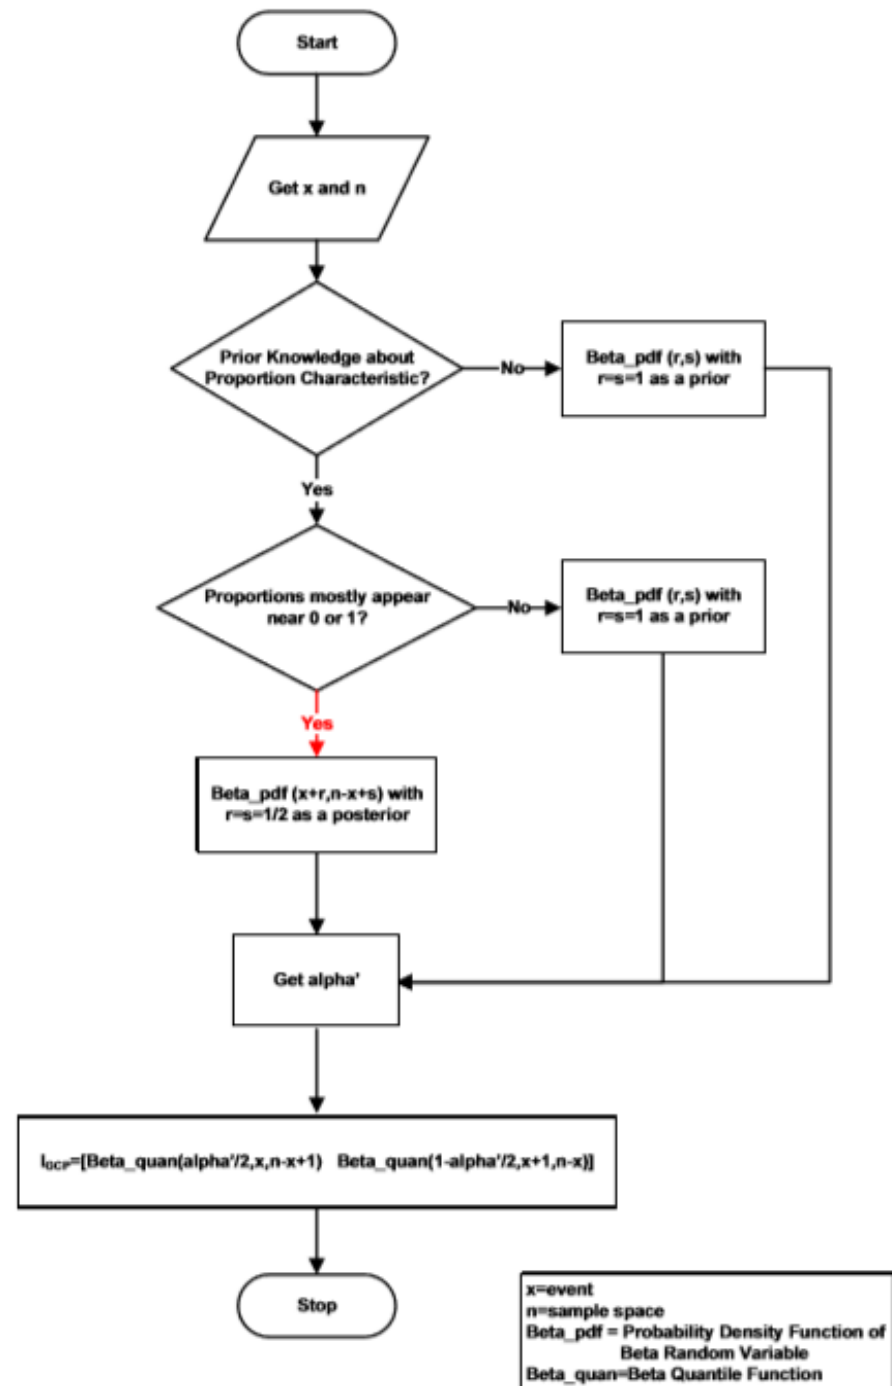 Start
Get x and n
Prior Knowledge about
Proportion Characteristic?
No
Beta_pdf (r,s) with
r=s=1 as a prior
Yes
Proportions mostly appear
near 0 or 1?
No
Beta_pdf (r,s) with
r=s=1 as a prior
Yes
Beta_pdf (x+r,n-x+s) with
r=s=1/2 as a posterior
Get alpha'
IGCP=[Beta_quan(alpha'/2,x,n-x+1) Beta_quan(1-alpha'/2,x+1,n-x)]
Stop
x=event
n=sample space
Beta_pdf = Probability Density Function of
Beta Random Variable
Beta_quan=Beta Quantile Function